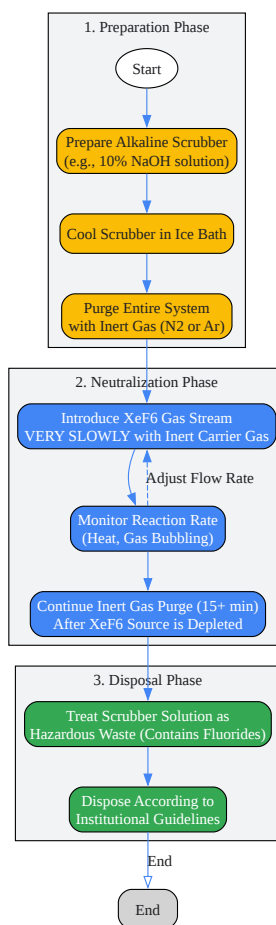 1. Preparation Phase
Start
Prepare Alkaline Scrubber
(e.g., 10% NaOH solution)
Cool Scrubber in Ice Bath
Purge Entire System
with Inert Gas (N2 or Ar)
2. Neutralization Phase
Introduce XeF6 Gas Stream
VERY SLOWLY with Inert Carrier Gas
Adjust Flow Rate
Monitor Reaction Rate
(Heat, Gas Bubbling)
Continue Inert Gas Purge (15+ min)
After XeF6 Source is Depleted
3. Disposal Phase
Treat Scrubber Solution as
Hazardous Waste (Contains Fluorides)
Dispose According to
Institutional Guidelines
End
End